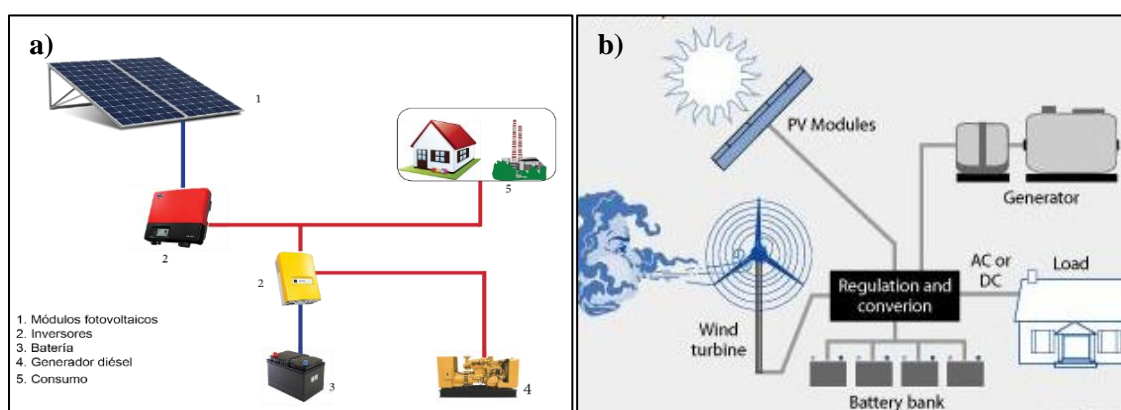 a)
1
2
5
2
3
4
1. Módulos fotovoltaicos
2. Inversores
3. Batería
4. Generador diésel
5. Consumo
b)
PV Modules
Generator
AC or
DC
Load
Regulation and
converion
Wind
turbine
Battery bank